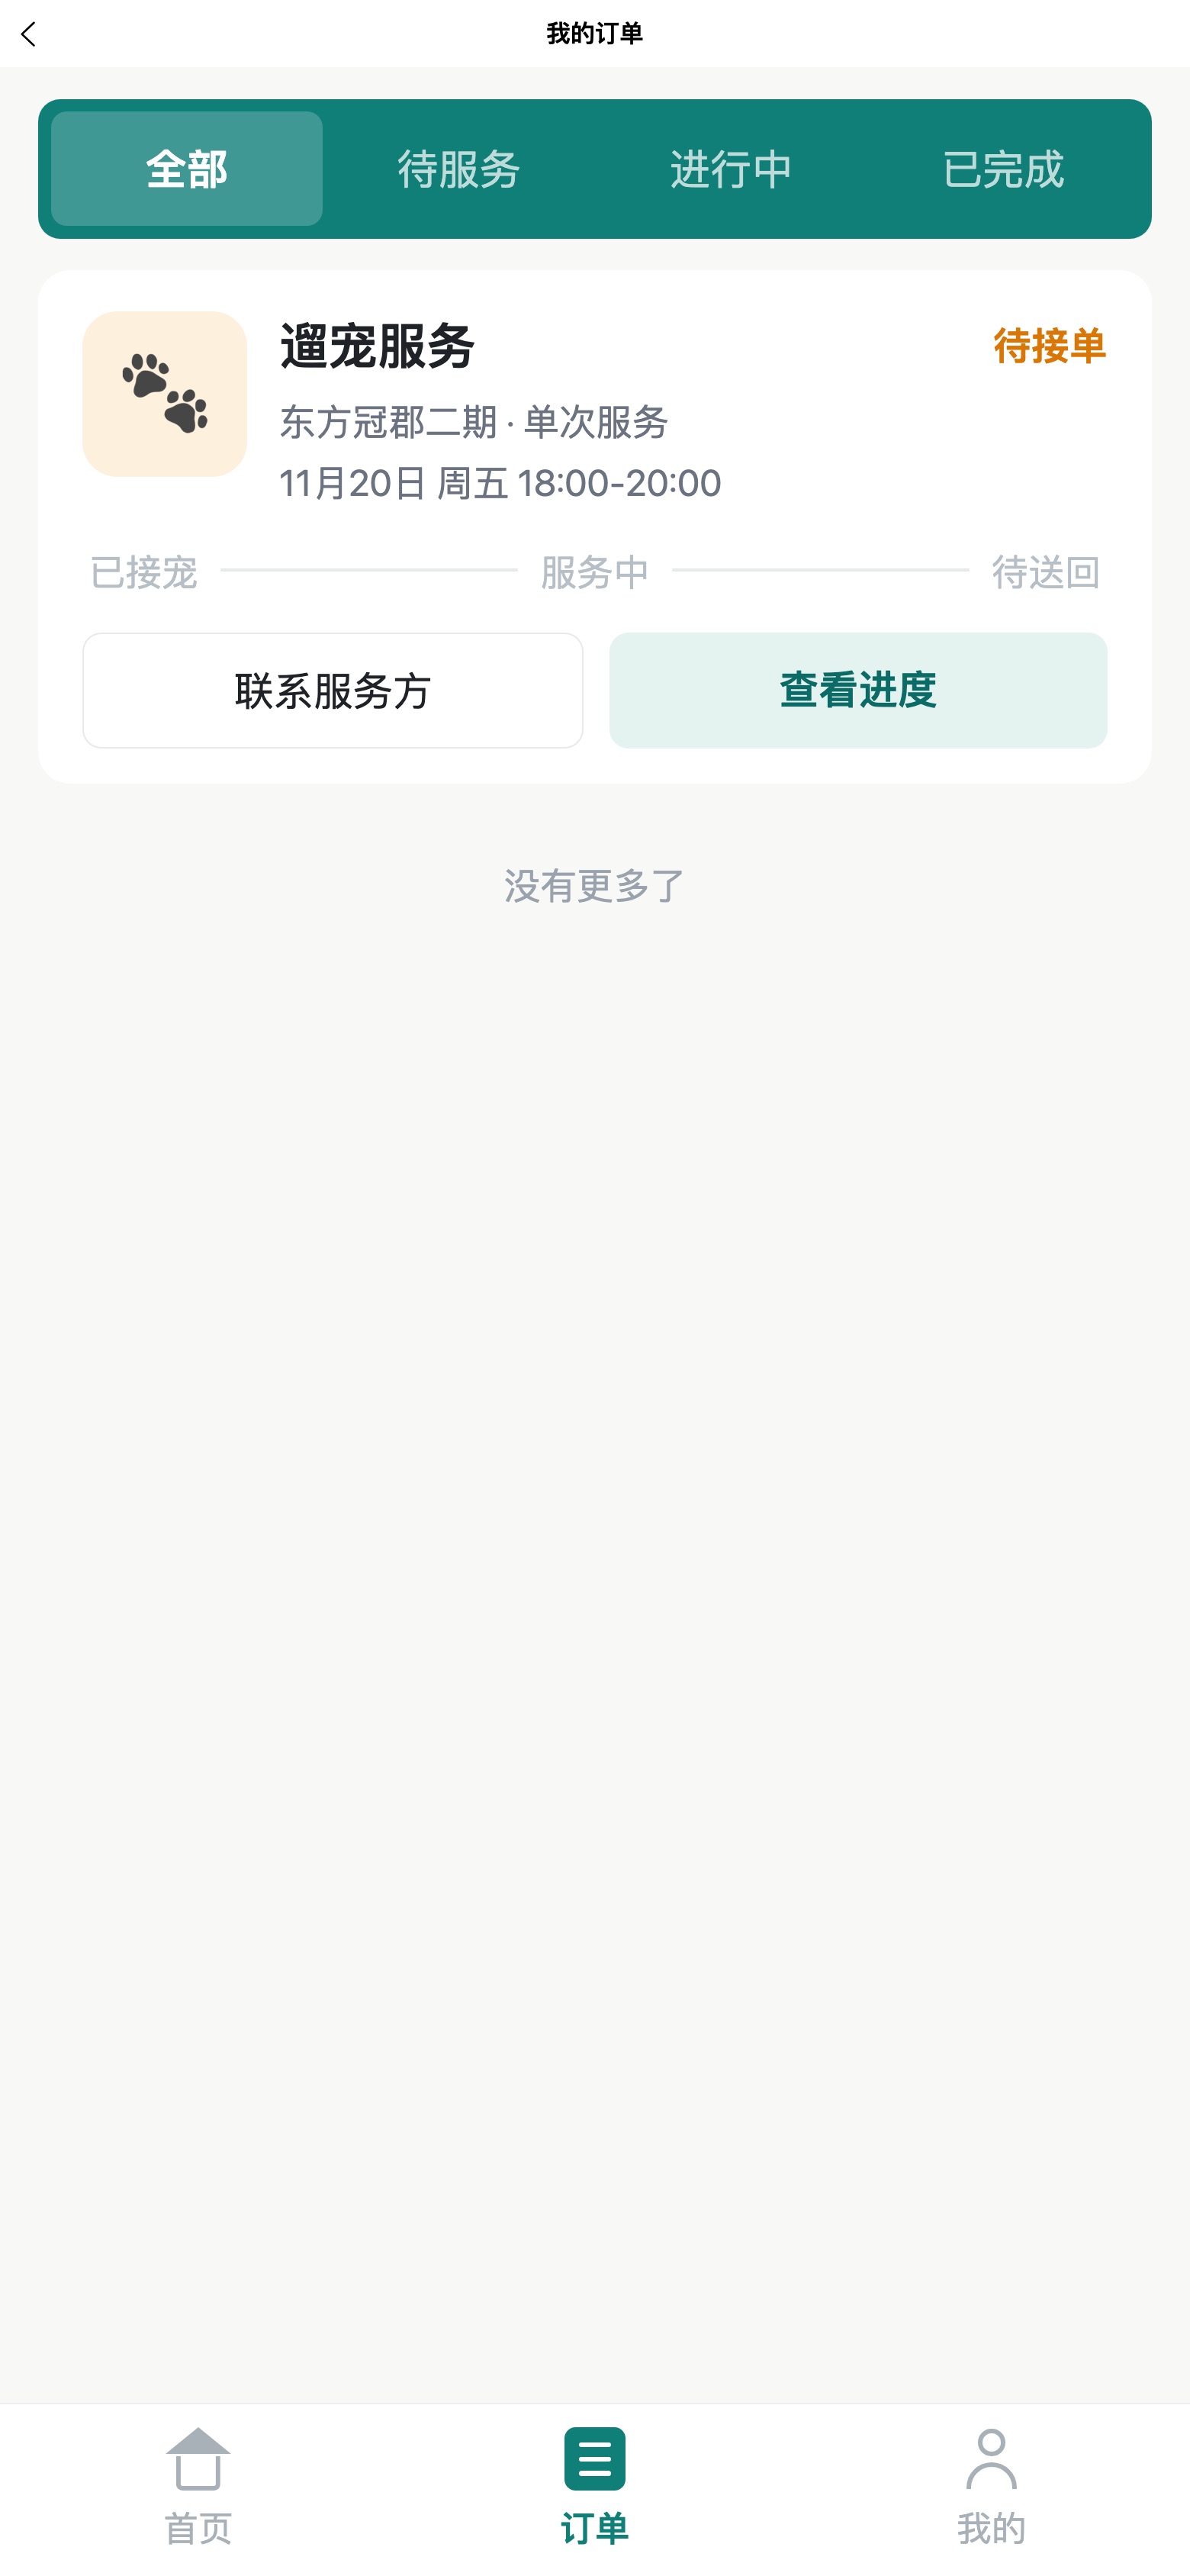 我的订单
全部 待服务 进行中 已完成
遛宠服务 待接单
东方冠郡二期 · 单次服务
11月20日 周五 18:00-20:00
已接宠 服务中 待送回
联系服务方 查看进度
没有更多了
首页 订单 我的